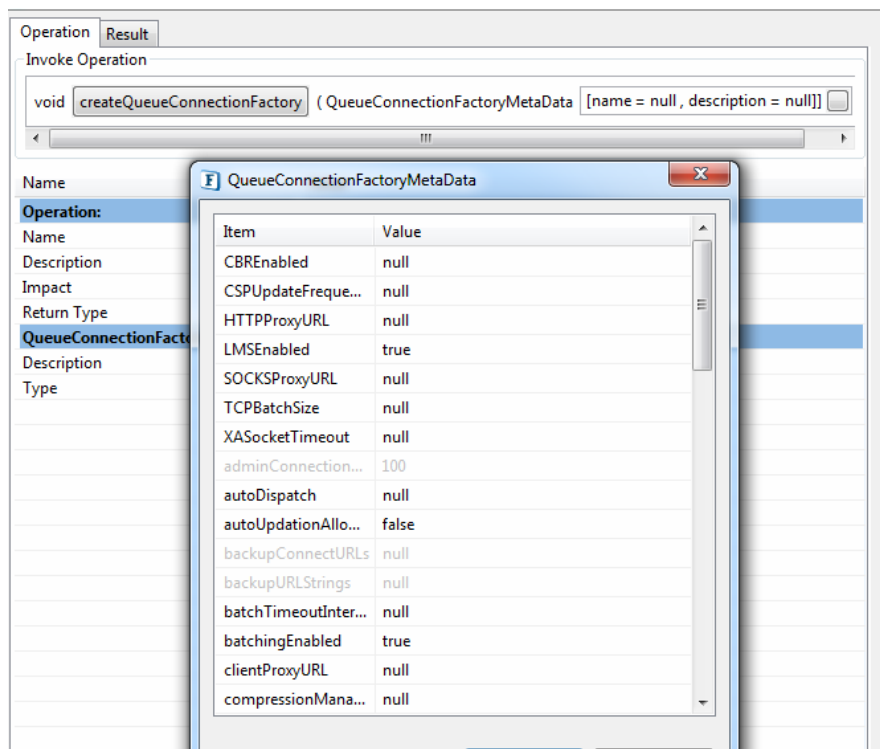 Operation Result
Invoke Operation
void createQueueConnectionFactory ( QueueConnectionFactoryMetaData [name = null , description = null]]
Name
Operation:
Name
Description
Impact
Return Type
QueueConnectionFact
Description
Type
QueueConnectionFactoryMetaData
Item Value
CBREnabled null
CSPUpdateFreque... null
HTTPProxyURL null
LMSEnabled true
SOCKSProxyURL null
TCPBatchSize null
XASocketTimeout null
adminConnection... 100
autoDispatch null
autoUpdationAllo... false
backupConnectURLs null
backupURLStrings null
batchTimeoutInter... null
batchingEnabled true
clientProxyURL null
compressionMana... null